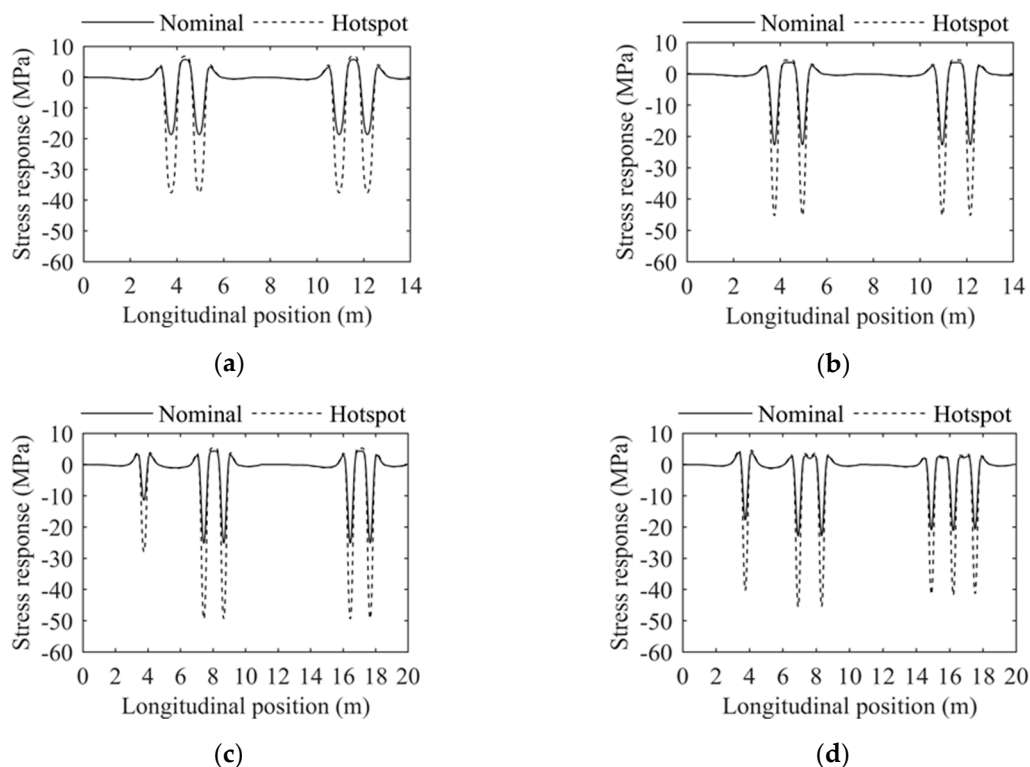 Nominal Hotspot
10
0
-10
-20
-30
-40
-50
-60
Stress response (MPa)
0 2 4 6 8 10 12 14
Longitudinal position (m)
(a)
Nominal Hotspot
10
0
-10
-20
-30
-40
-50
-60
Stress response (MPa)
0 2 4 6 8 10 12 14
Longitudinal position (m)
(b)
Nominal Hotspot
10
0
-10
-20
-30
-40
-50
-60
Stress response (MPa)
0 2 4 6 8 10 12 14 16 18 20
Longitudinal position (m)
(c)
Nominal Hotspot
10
0
-10
-20
-30
-40
-50
-60
Stress response (MPa)
0 2 4 6 8 10 12 14 16 18 20
Longitudinal position (m)
(d)